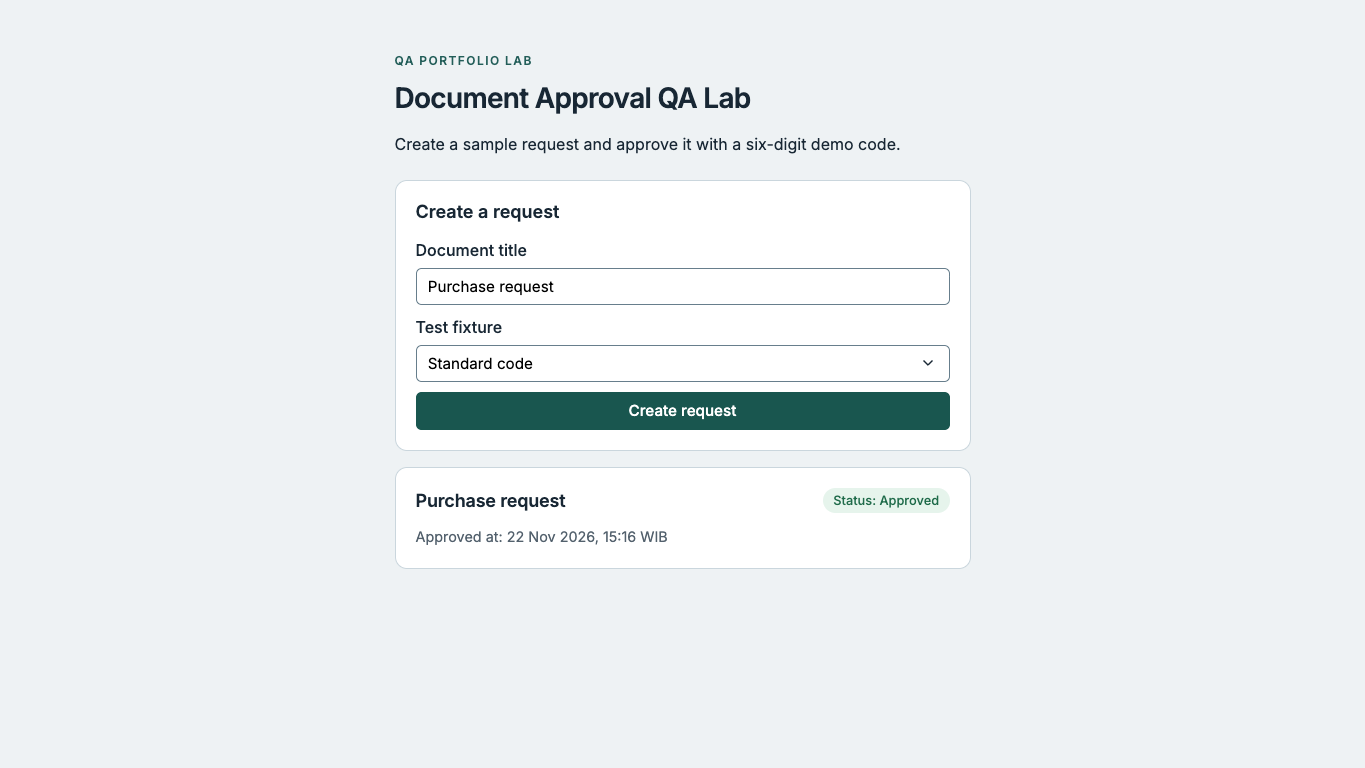 QA PORTFOLIO LAB
Document Approval QA Lab
Create a sample request and approve it with a six-digit demo code.
Create a request
Document title
Purchase request
Test fixture
Standard code
Create request
Purchase request
Status: Approved
Approved at: 22 Nov 2026, 15:16 WIB